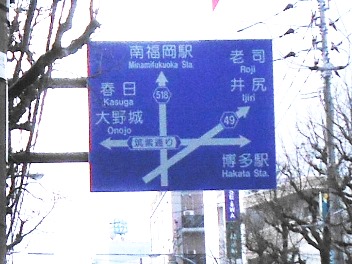 南福岡駅
Minamifukuoka Sta.
老司
Roji
春日
Kasuga
518
井尻
Ijiri
大野城
Onojo
49
筑紫通り
博多駅
Hakata Sta.